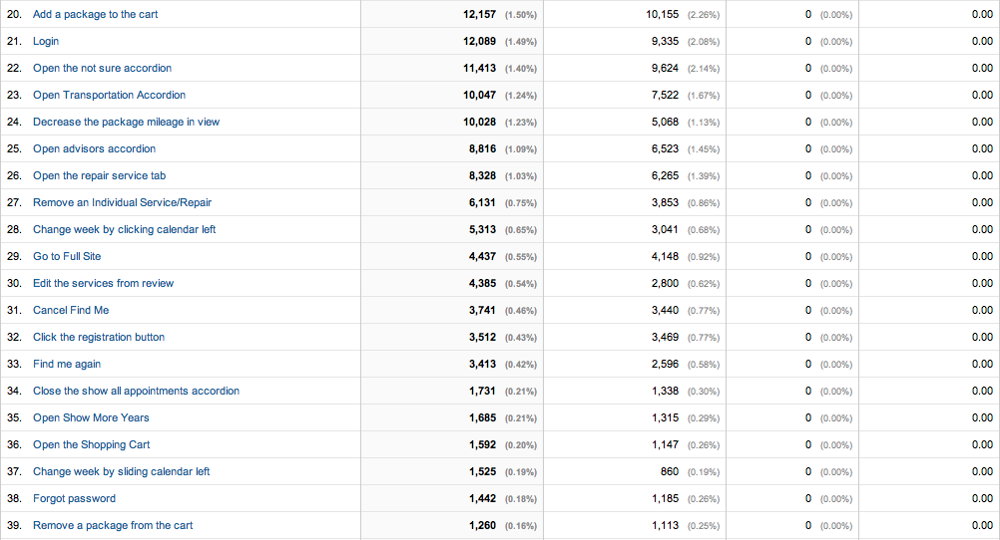 20. Add a package to the cart 12,157 (1.50%) 10,155 (2.26%) 0 (0.00%) 0.00
21. Login 12,089 (1.49%) 9,335 (2.08%) 0 (0.00%) 0.00
22. Open the not sure accordion 11,413 (1.40%) 9,624 (2.14%) 0 (0.00%) 0.00
23. Open Transportation Accordion 10,047 (1.24%) 7,522 (1.67%) 0 (0.00%) 0.00
24. Decrease the package mileage in view 10,028 (1.23%) 5,068 (1.13%) 0 (0.00%) 0.00
25. Open advisors accordion 8,816 (1.09%) 6,523 (1.45%) 0 (0.00%) 0.00
26. Open the repair service tab 8,328 (1.03%) 6,265 (1.39%) 0 (0.00%) 0.00
27. Remove an Individual Service/Repair 6,131 (0.75%) 3,853 (0.86%) 0 (0.00%) 0.00
28. Change week by clicking calendar left 5,313 (0.65%) 3,041 (0.68%) 0 (0.00%) 0.00
29. Go to Full Site 4,437 (0.55%) 4,148 (0.92%) 0 (0.00%) 0.00
30. Edit the services from review 4,385 (0.54%) 2,800 (0.62%) 0 (0.00%) 0.00
31. Cancel Find Me 3,741 (0.46%) 3,440 (0.77%) 0 (0.00%) 0.00
32. Click the registration button 3,512 (0.43%) 3,469 (0.77%) 0 (0.00%) 0.00
33. Find me again 3,413 (0.42%) 2,596 (0.58%) 0 (0.00%) 0.00
34. Close the show all appointments accordion 1,731 (0.21%) 1,338 (0.30%) 0 (0.00%) 0.00
35. Open Show More Years 1,685 (0.21%) 1,315 (0.29%) 0 (0.00%) 0.00
36. Open the Shopping Cart 1,592 (0.20%) 1,147 (0.26%) 0 (0.00%) 0.00
37. Change week by sliding calendar left 1,525 (0.19%) 860 (0.19%) 0 (0.00%) 0.00
38. Forgot password 1,442 (0.18%) 1,185 (0.26%) 0 (0.00%) 0.00
39. Remove a package from the cart 1,260 (0.16%) 1,113 (0.25%) 0 (0.00%) 0.00